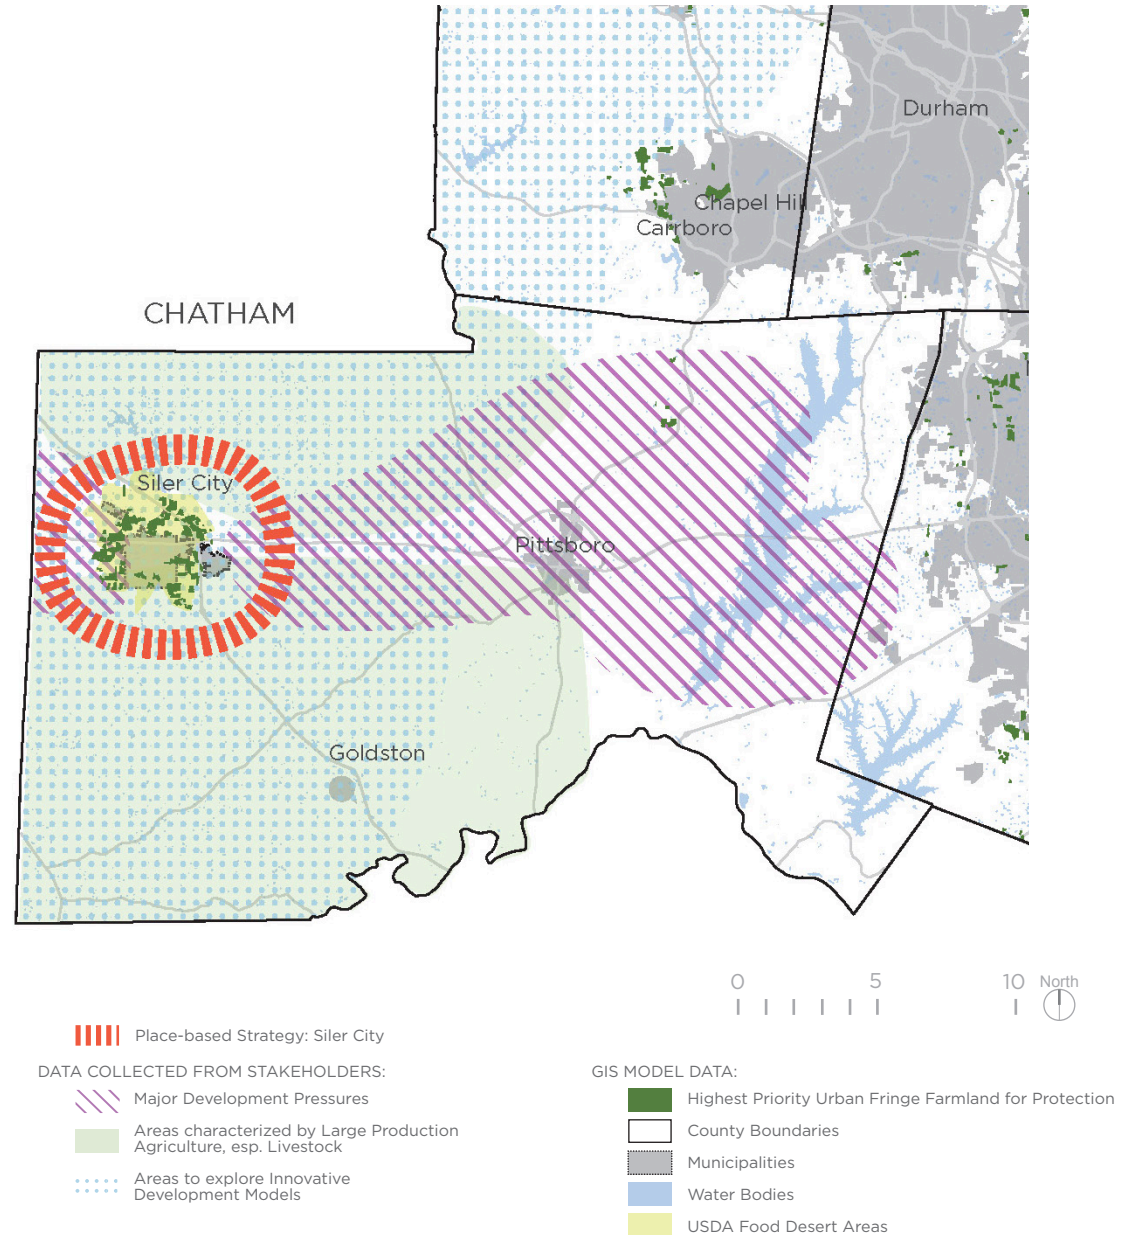 Durham
Chapel Hill
Carrboro
CHATHAM
Siler City
Pittsboro
Goldston
0 5 10 North
Place-based Strategy: Siler City
DATA COLLECTED FROM STAKEHOLDERS:
Major Development Pressures
Areas characterized by Large Production
Agriculture, esp. Livestock
Areas to explore Innovative
Development Models
GIS MODEL DATA:
Highest Priority Urban Fringe Farmland for Protection
County Boundaries
Municipalities
Water Bodies
USDA Food Desert Areas